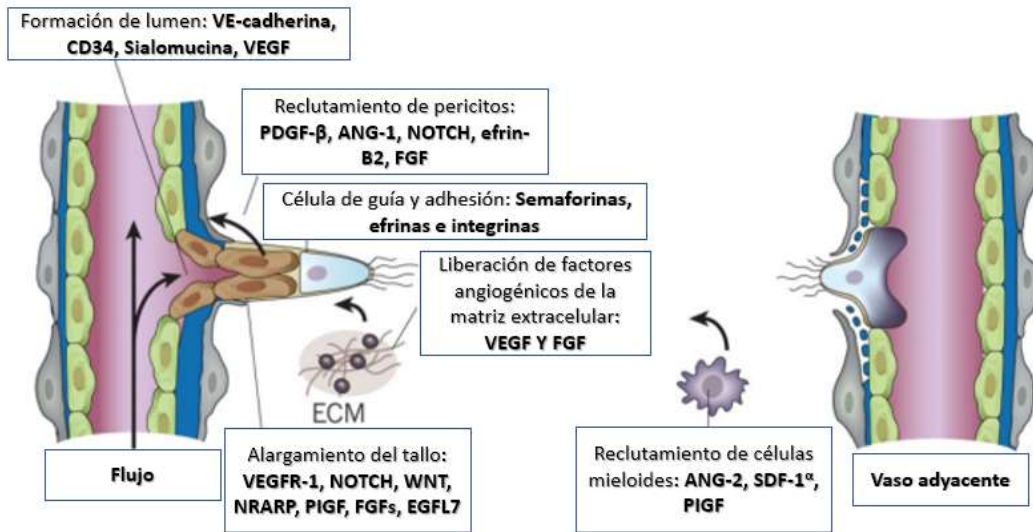 Formación de lumen: VE-cadherina,
CD34, Sialomucina, VEGF
Reclutamiento de pericitos:
PDGF-β, ANG-1, NOTCH, efrin-
B2, FGF
Célula de guía y adhesión: Semaforinas,
efrinas e integrinas
Liberación de factores
angiogénicos de la
matriz extracelular:
VEGF Y FGF
ECM
Flujo
Alargamiento del tallo:
VEGFR-1, NOTCH, WNT,
NRARP, PIGF, FGFs, EGFL7
Reclutamiento de células
mieloides: ANG-2, SDF-1ᵅ,
PIGF
Vaso adyacente